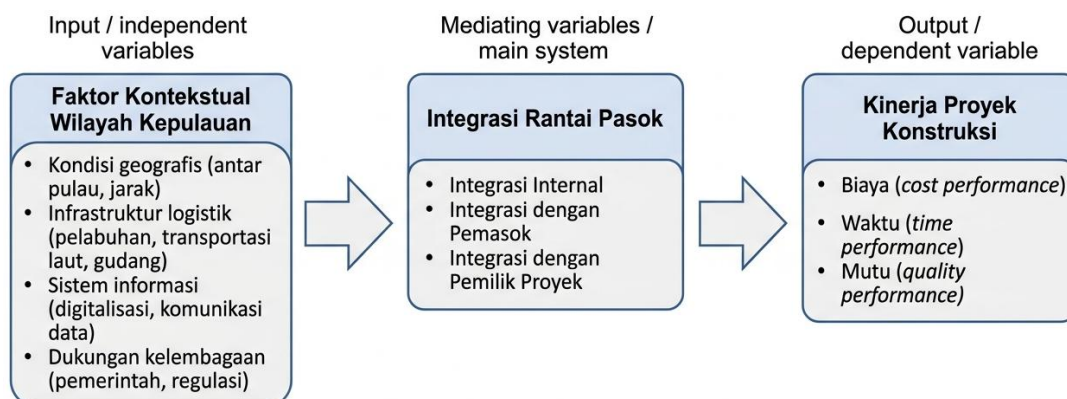 Input / independent
variables
Faktor Kontekstual
Wilayah Kepulauan
• Kondisi geografis (antar
pulau, jarak)
• Infrastruktur logistik
(pelabuhan, transportasi
laut, gudang)
• Sistem informasi
(digitalisasi, komunikasi
data)
• Dukungan kelembagaan
(pemerintah, regulasi)
Mediating variables /
main system
Integrasi Rantai Pasok
• Integrasi Internal
• Integrasi dengan
Pemasok
• Integrasi dengan
Pemilik Proyek
Output /
dependent variable
Kinerja Proyek
Konstruksi
• Biaya (cost performance)
• Waktu (time
performance)
• Mutu (quality
performance)